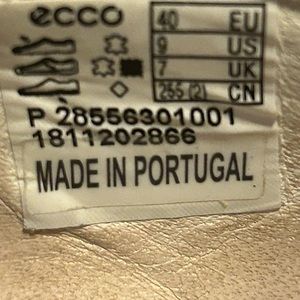 ecco
40 EU
9 US
7 UK
255 (2) CN
P 28556301001
1811202866
MADE IN PORTUGAL